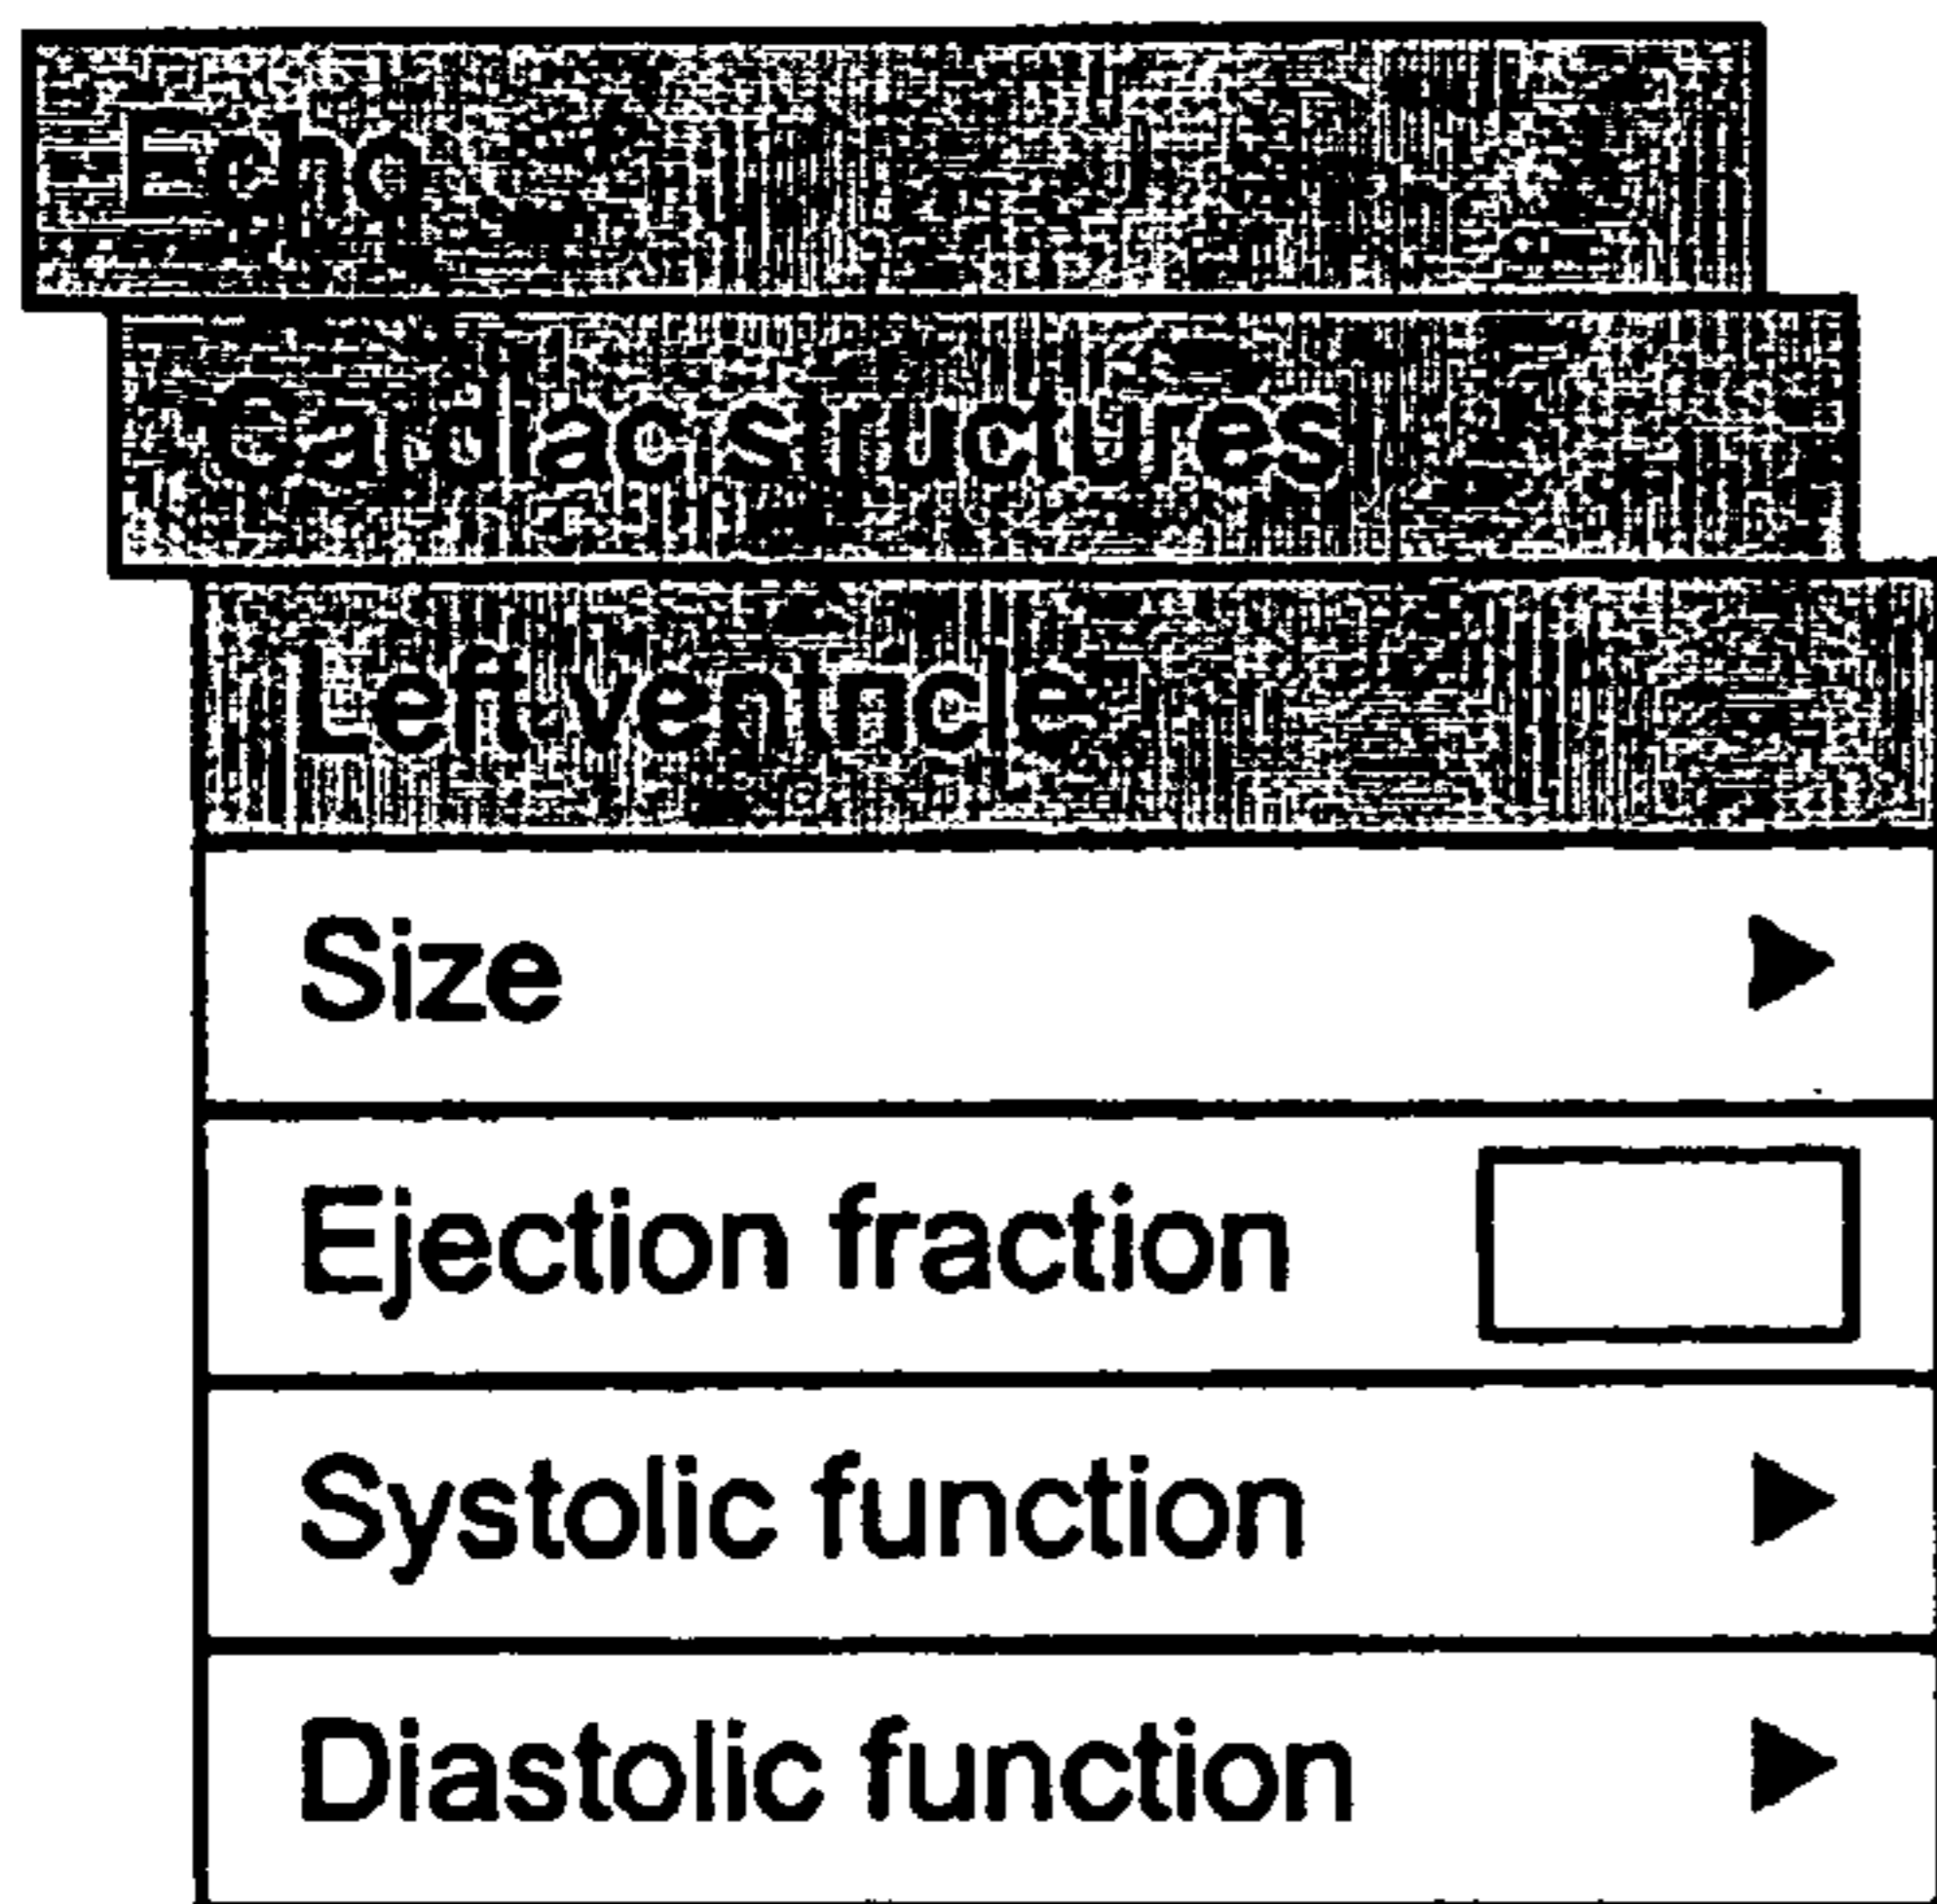 Echo
Cardiac structures
Left ventricle
Size
Ejection fraction
Systolic function
Diastolic function